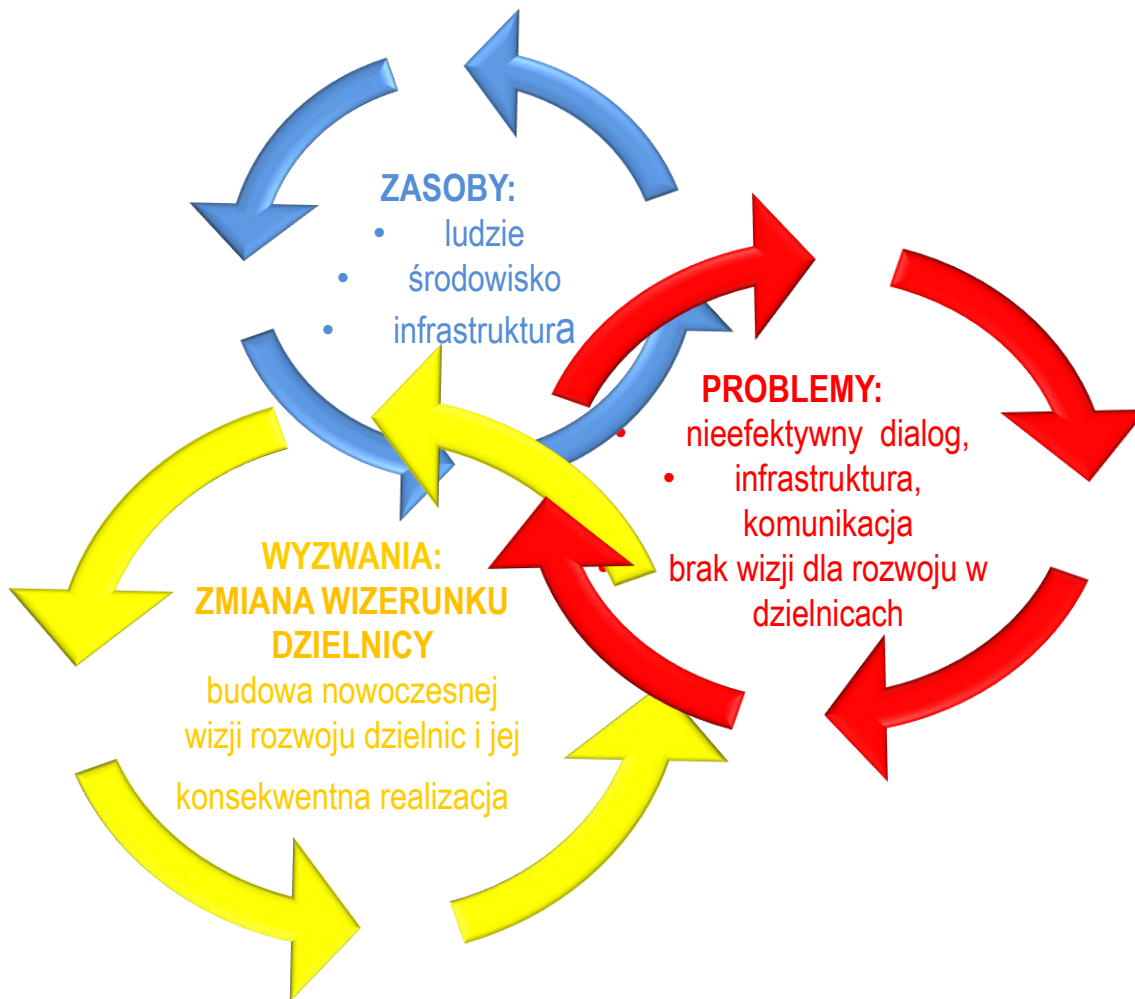 ZASOBY:
• ludzie
• środowisko
• infrastruktura
PROBLEMY:
• nieefektywny dialog,
• infrastruktura,
komunikacja
• brak wizji dla rozwoju w
dzielnicach
WYZWANIA:
ZMIANA WIZERUNKU
DZIELNICY
budowa nowoczesnej
wizji rozwoju dzielnic i jej
konsekwentna realizacja